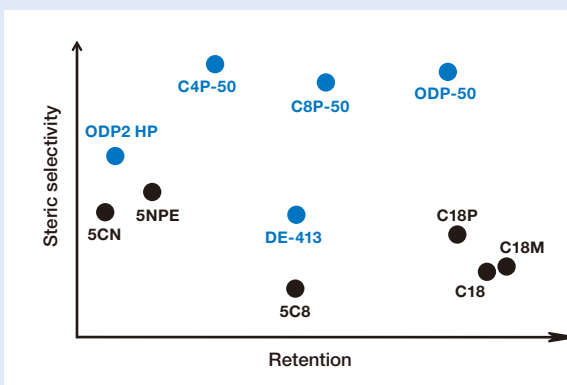 C4P-50
C8P-50
ODP-50
ODP2 HP
5CN
5NPE
DE-413
5C8
C18P
C18M
C18
Steric selectivity
Retention